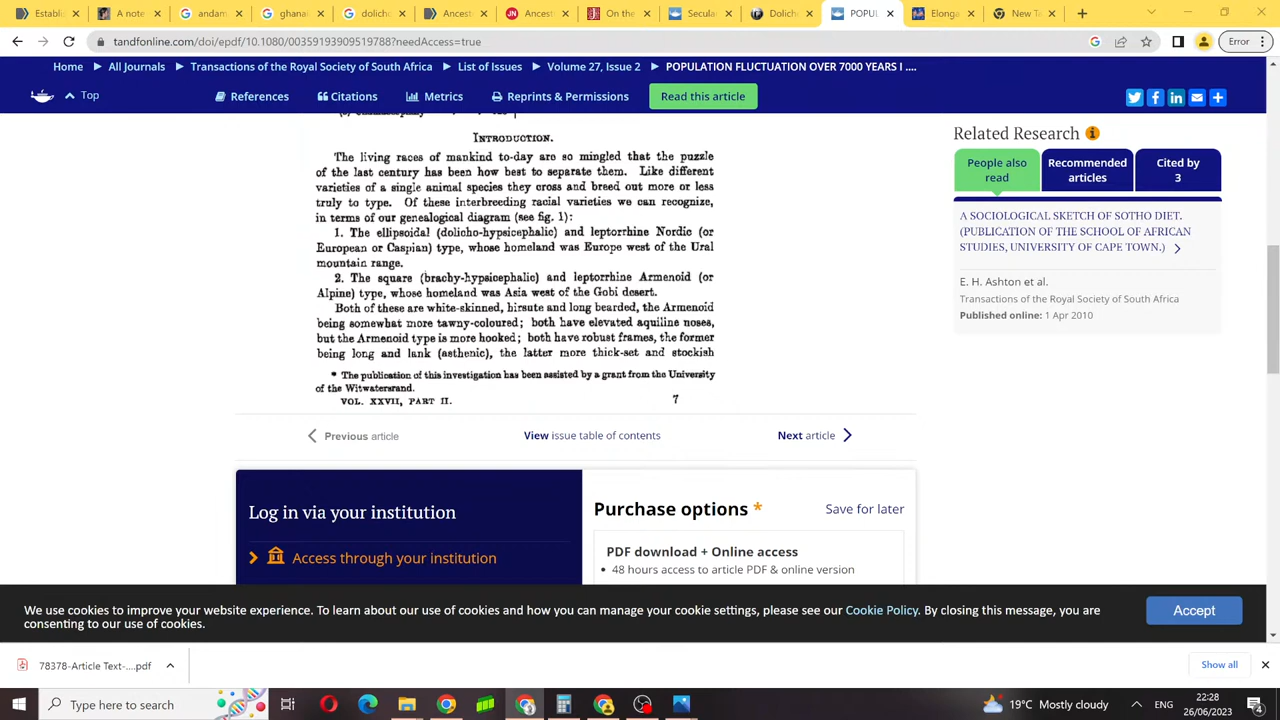 Establis
A note
andam
ghanai
dolicho
Ancest
Ancest
On the
Secular
Dolich
POPUL
Elonga
New Ta
tandfonline.com/doi/epdf/10.1080/00359193909519788?needAccess=true
Error
Home All Journals Transactions of the Royal Society of South Africa List of Issues Volume 27, Issue 2 POPULATION FLUCTUATION OVER 7000 YEARS I ....
Top References Citations Metrics Reprints & Permissions Read this article
INTRODUCTION.
The living races of mankind to-day are so mingled that the puzzle
of the last century has been how best to separate them. Like different
varieties of a single animal species they cross and breed out more or less
truly to type. Of these interbreeding racial varieties we can recognize,
in terms of our genealogical diagram (see fig. 1):
1. The ellipsoidal (dolicho-hypsicephalic) and leptorrhine Nordic (or
European or Caspian) type, whose homeland was Europe west of the Ural
mountain range.
2. The square (brachy-hypsicephalic) and leptorrhine Armenoid (or
Alpine) type, whose homeland was Asia west of the Gobi desert.
Both of these are white-skinned, hirsute and long bearded, the Armenoid
being somewhat more tawny-coloured; both have elevated aquiline noses,
but the Armenoid type is more hooked; both have robust frames, the former
being long and lank (asthenic), the latter more thick-set and stockish
* The publication of this investigation has been assisted by a grant from the University
of the Witwatersrand.
VOL. XXVII, PART II. 7
Related Research
People also
read
Recommended
articles
Cited by
3
A SOCIOLOGICAL SKETCH OF SOTHO DIET.
(PUBLICATION OF THE SCHOOL OF AFRICAN
STUDIES, UNIVERSITY OF CAPE TOWN.)
E. H. Ashton et al.
Transactions of the Royal Society of South Africa
Published online: 1 Apr 2010
Previous article
View issue table of contents
Next article
Log in via your institution
Access through your institution
Purchase options *
Save for later
PDF download + Online access
• 48 hours access to article PDF & online version
We use cookies to improve your website experience. To learn about our use of cookies and how you can manage your cookie settings, please see our Cookie Policy. By closing this message, you are
consenting to our use of cookies.
Accept
78378-Article Text-....pdf
Show all
Type here to search
19°C Mostly cloudy
ENG
22:28
26/06/2023
4